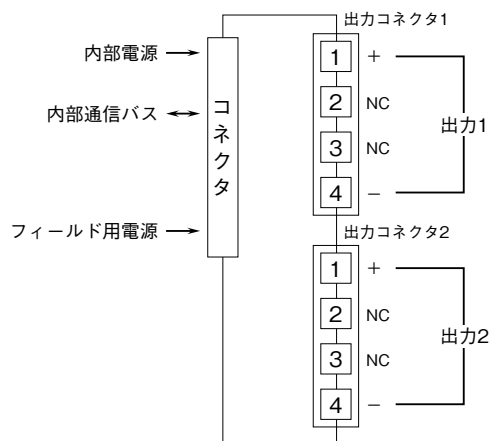 内部電源
内部通信バス
フィールド用電源
コネクタ
出力コネクタ1
1 +
2 NC
3 NC
4 −
出力1
出力コネクタ2
1 +
2 NC
3 NC
4 −
出力2